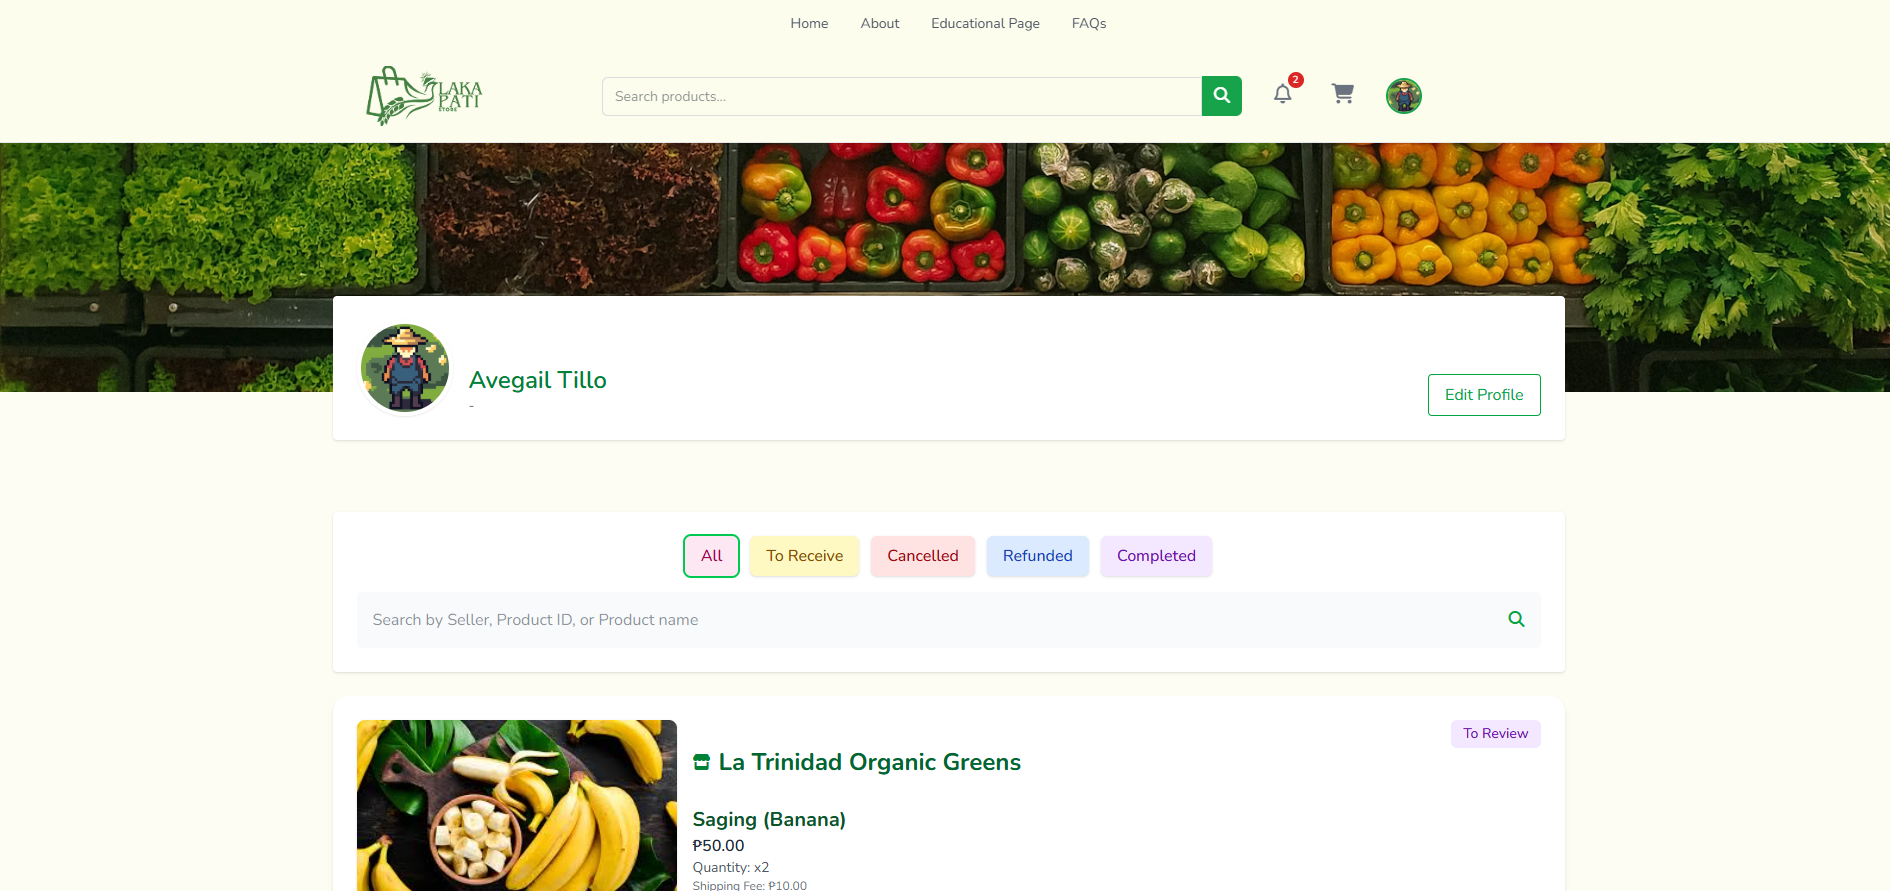 Home About Educational Page FAQs
LAKA
PATI
STORE
Search products...
2
Avegail Tillo
-
Edit Profile
All To Receive Cancelled Refunded Completed
Search by Seller, Product ID, or Product name
To Review
La Trinidad Organic Greens
Saging (Banana)
₱50.00
Quantity: x2
Shipping Fee: ₱10.00